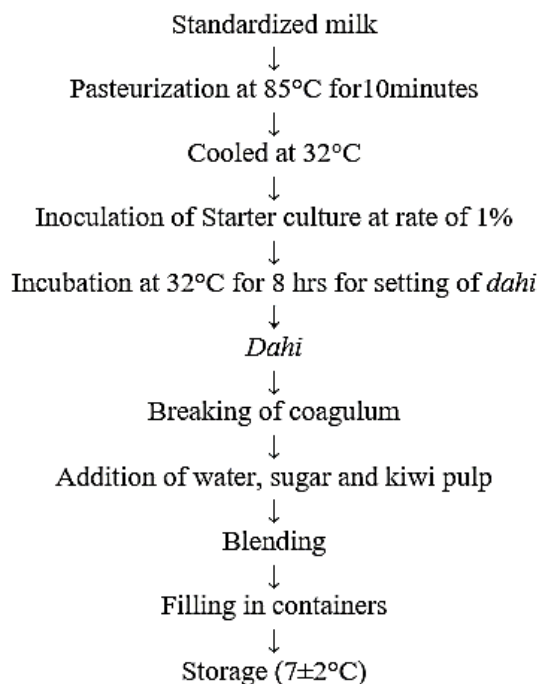 Standardized milk
↓
Pasteurization at 85°C for10minutes
↓
Cooled at 32°C
↓
Inoculation of Starter culture at rate of 1%
↓
Incubation at 32°C for 8 hrs for setting of dahi
↓
Dahi
↓
Breaking of coagulum
↓
Addition of water, sugar and kiwi pulp
↓
Blending
↓
Filling in containers
↓
Storage (7±2°C)